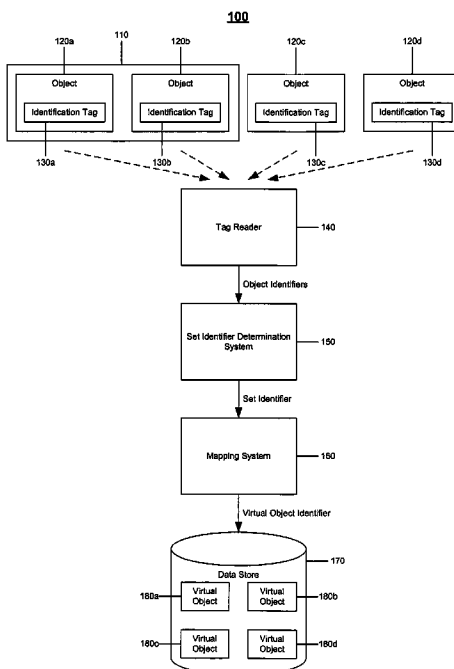 100
120a
110
120b
120c
120d
Object
Object
Object
Object
Identification Tag
Identification Tag
Identification Tag
Identification Tag
130a
130b
130c
130d
Tag Reader
140
Object Identifiers
Set Identifier Determination
System
150
Set Identifier
Mapping System
160
Virtual Object Identifier
170
Data Store
180a
Virtual
Object
Virtual
Object
180b
180c
Virtual
Object
Virtual
Object
180d